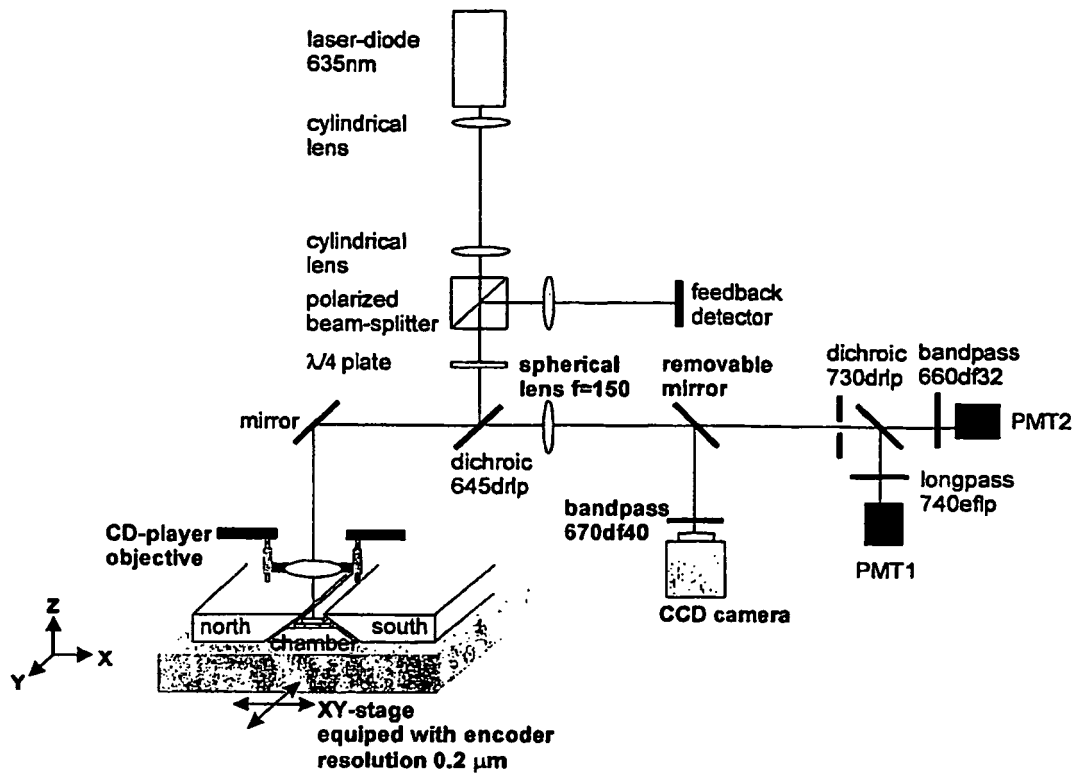 laser-diode
635nm
cylindrical
lens
cylindrical
lens
polarized
beam-splitter
feedback
detector
λ/4 plate
spherical
lens f=150
removable
mirror
dichroic
730drlp
bandpass
660df32
mirror
PMT2
dichroic
645drlp
longpass
740eflp
bandpass
670df40
CD-player
objective
PMT1
CCD camera
north
south
chamber
Z
X
Y
XY-stage
equiped with encoder
resolution 0.2 μm